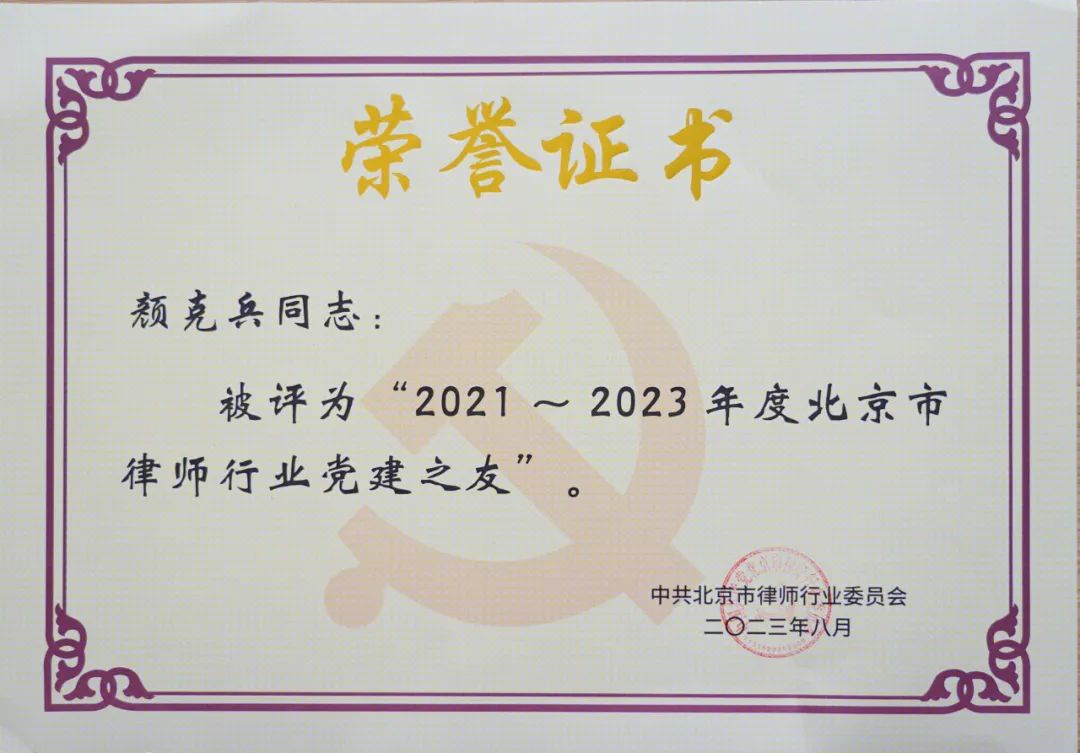 荣誉证书
颜克兵同志：
被评为“2021～2023年度北京市
律师行业党建之友”。
中共北京市律师行业委员会
二〇二三年八月